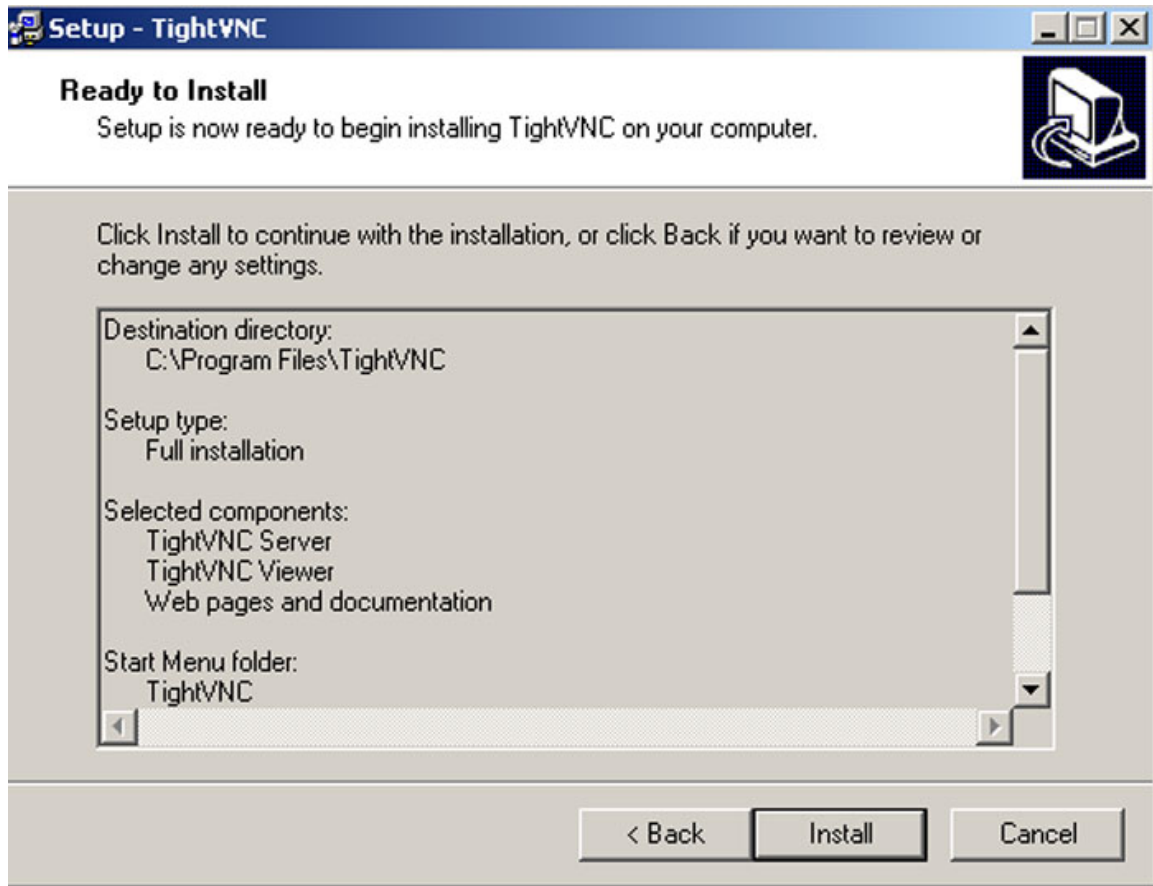 Setup - TightVNC
Ready to Install
Setup is now ready to begin installing TightVNC on your computer.
Click Install to continue with the installation, or click Back if you want to review or
change any settings.
Destination directory:
C:\Program Files\TightVNC
Setup type:
Full installation
Selected components:
TightVNC Server
TightVNC Viewer
Web pages and documentation
Start Menu folder:
TightVNC
< Back
Install
Cancel